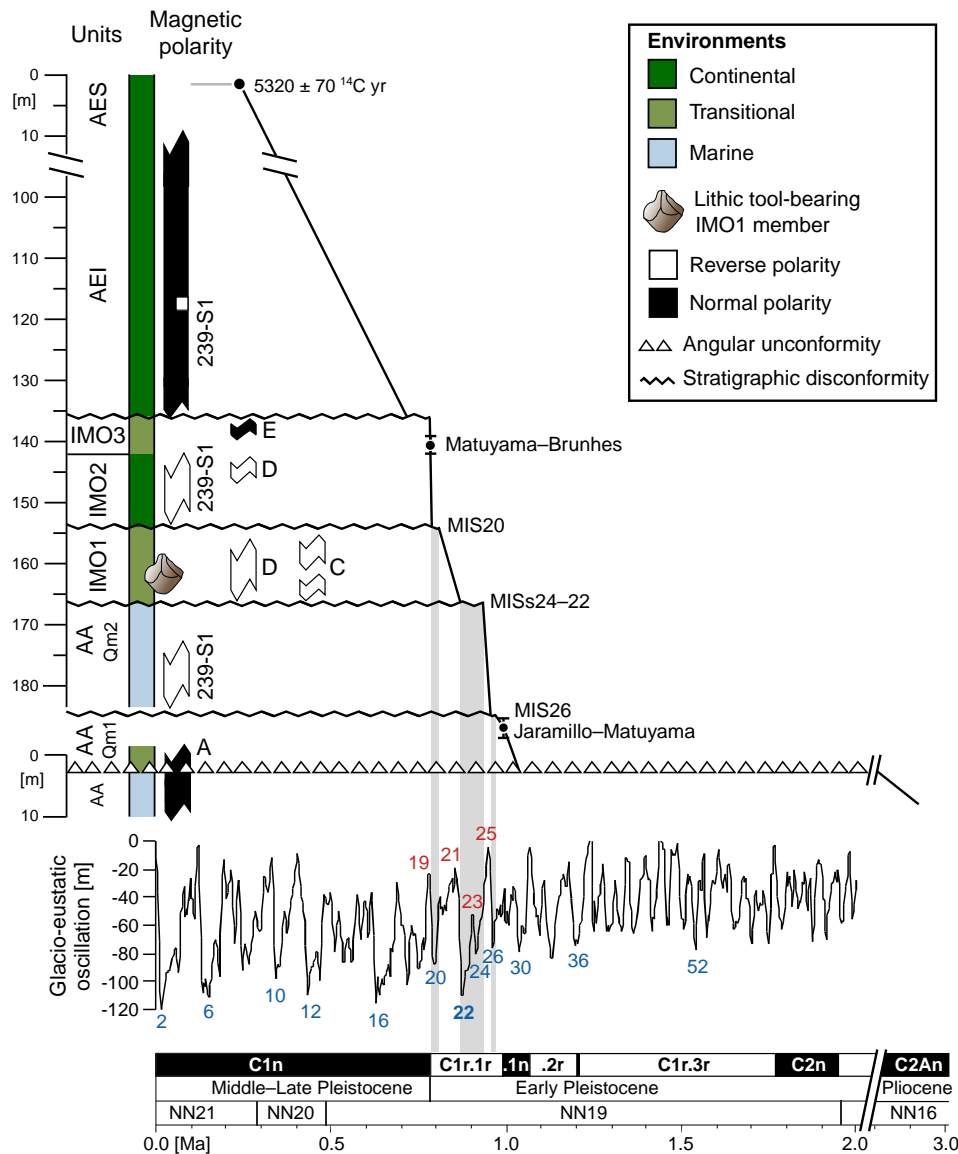 Units
Magnetic
polarity
0
[m]
10
100
110
120
130
140
150
160
170
180
0
[m]
10
AES
AEI
IMO3
IMO2
IMO1
AA
Qm2
AA
Qm1
AA
239-S1
239-S1
239-S1
E
D
D
C
A
5320 ± 70 ¹⁴C yr
Matuyama–Brunhes
MIS20
MISs24–22
MIS26
Jaramillo–Matuyama
Environments
Continental
Transitional
Marine
Lithic tool-bearing
IMO1 member
Reverse polarity
Normal polarity
Angular unconformity
Stratigraphic disconformity
Glacio-eustatic
oscillation [m]
0
-20
-40
-60
-80
-100
-120
19 21 23 25
2 6 10 12 16 20 22 24 26 30 36 52
C1n C1r.1r .1n .2r C1r.3r C2n C2An
Middle–Late Pleistocene Early Pleistocene Pliocene
NN21 NN20 NN19 NN16
0.0 [Ma] 0.5 1.0 1.5 2.0 3.0